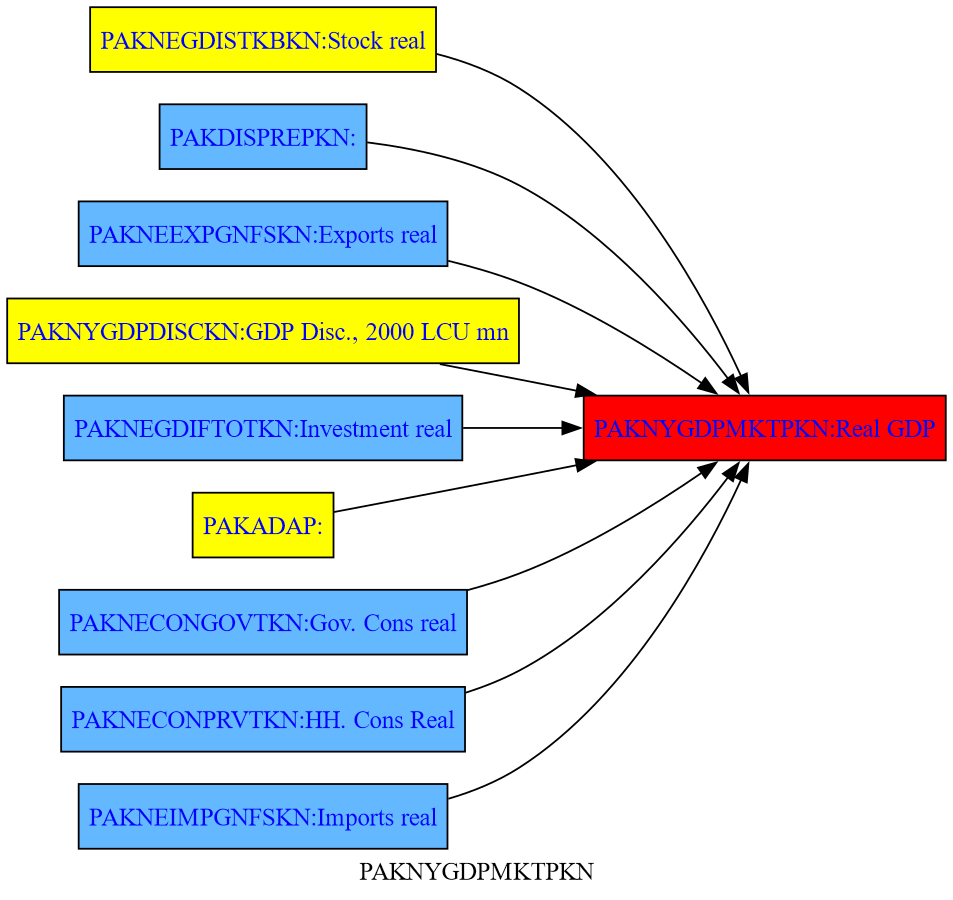 PAKNEGDISTKBKN:Stock real
PAKDISPREPKN:
PAKNEEXPGNFSKN:Exports real
PAKNYGDPDISCKN:GDP Disc., 2000 LCU mn
PAKNEGDIFTOTKN:Investment real
PAKNYGDPMKTPKN:Real GDP
PAKADAP:
PAKNECONGOVTKN:Gov. Cons real
PAKNECONPRVTKN:HH. Cons Real
PAKNEIMPGNFSKN:Imports real
PAKNYGDPMKTPKN